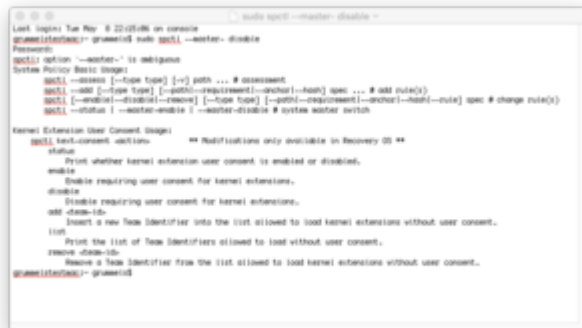 sudo spctl --master- disable
Last login: Tue May 8 22:05:06 on console
$ sudo spctl --master- disable
Password:
spctl: option `--master-' is ambiguous
System Policy Basic Usage:
spctl --assess [--type type] [-v] path ... # assessment
spctl --add [--type type] [--path|--requirement|--anchor|--hash] spec ... # add rule(s)
spctl [--enable|--disable|--remove] [--type type] [--path|--requirement|--anchor|--hash|--rule] spec # change rule(s)
spctl --status | --master-enable | --master-disable # system master switch
Kernel Extension User Consent Usage:
spctl kext-consent <action> ** Modifications only available in Recovery OS **
status
Print whether kernel extension user consent is enabled or disabled.
enable
Enable requiring user consent for kernel extensions.
disable
Disable requiring user consent for kernel extensions.
add <team-id>
Insert a new Team Identifier into the list allowed to load kernel extensions without user consent.
list
Print the list of Team Identifiers allowed to load without user consent.
remove <team-id>
Remove a Team Identifier from the list allowed to load kernel extensions without user consent.